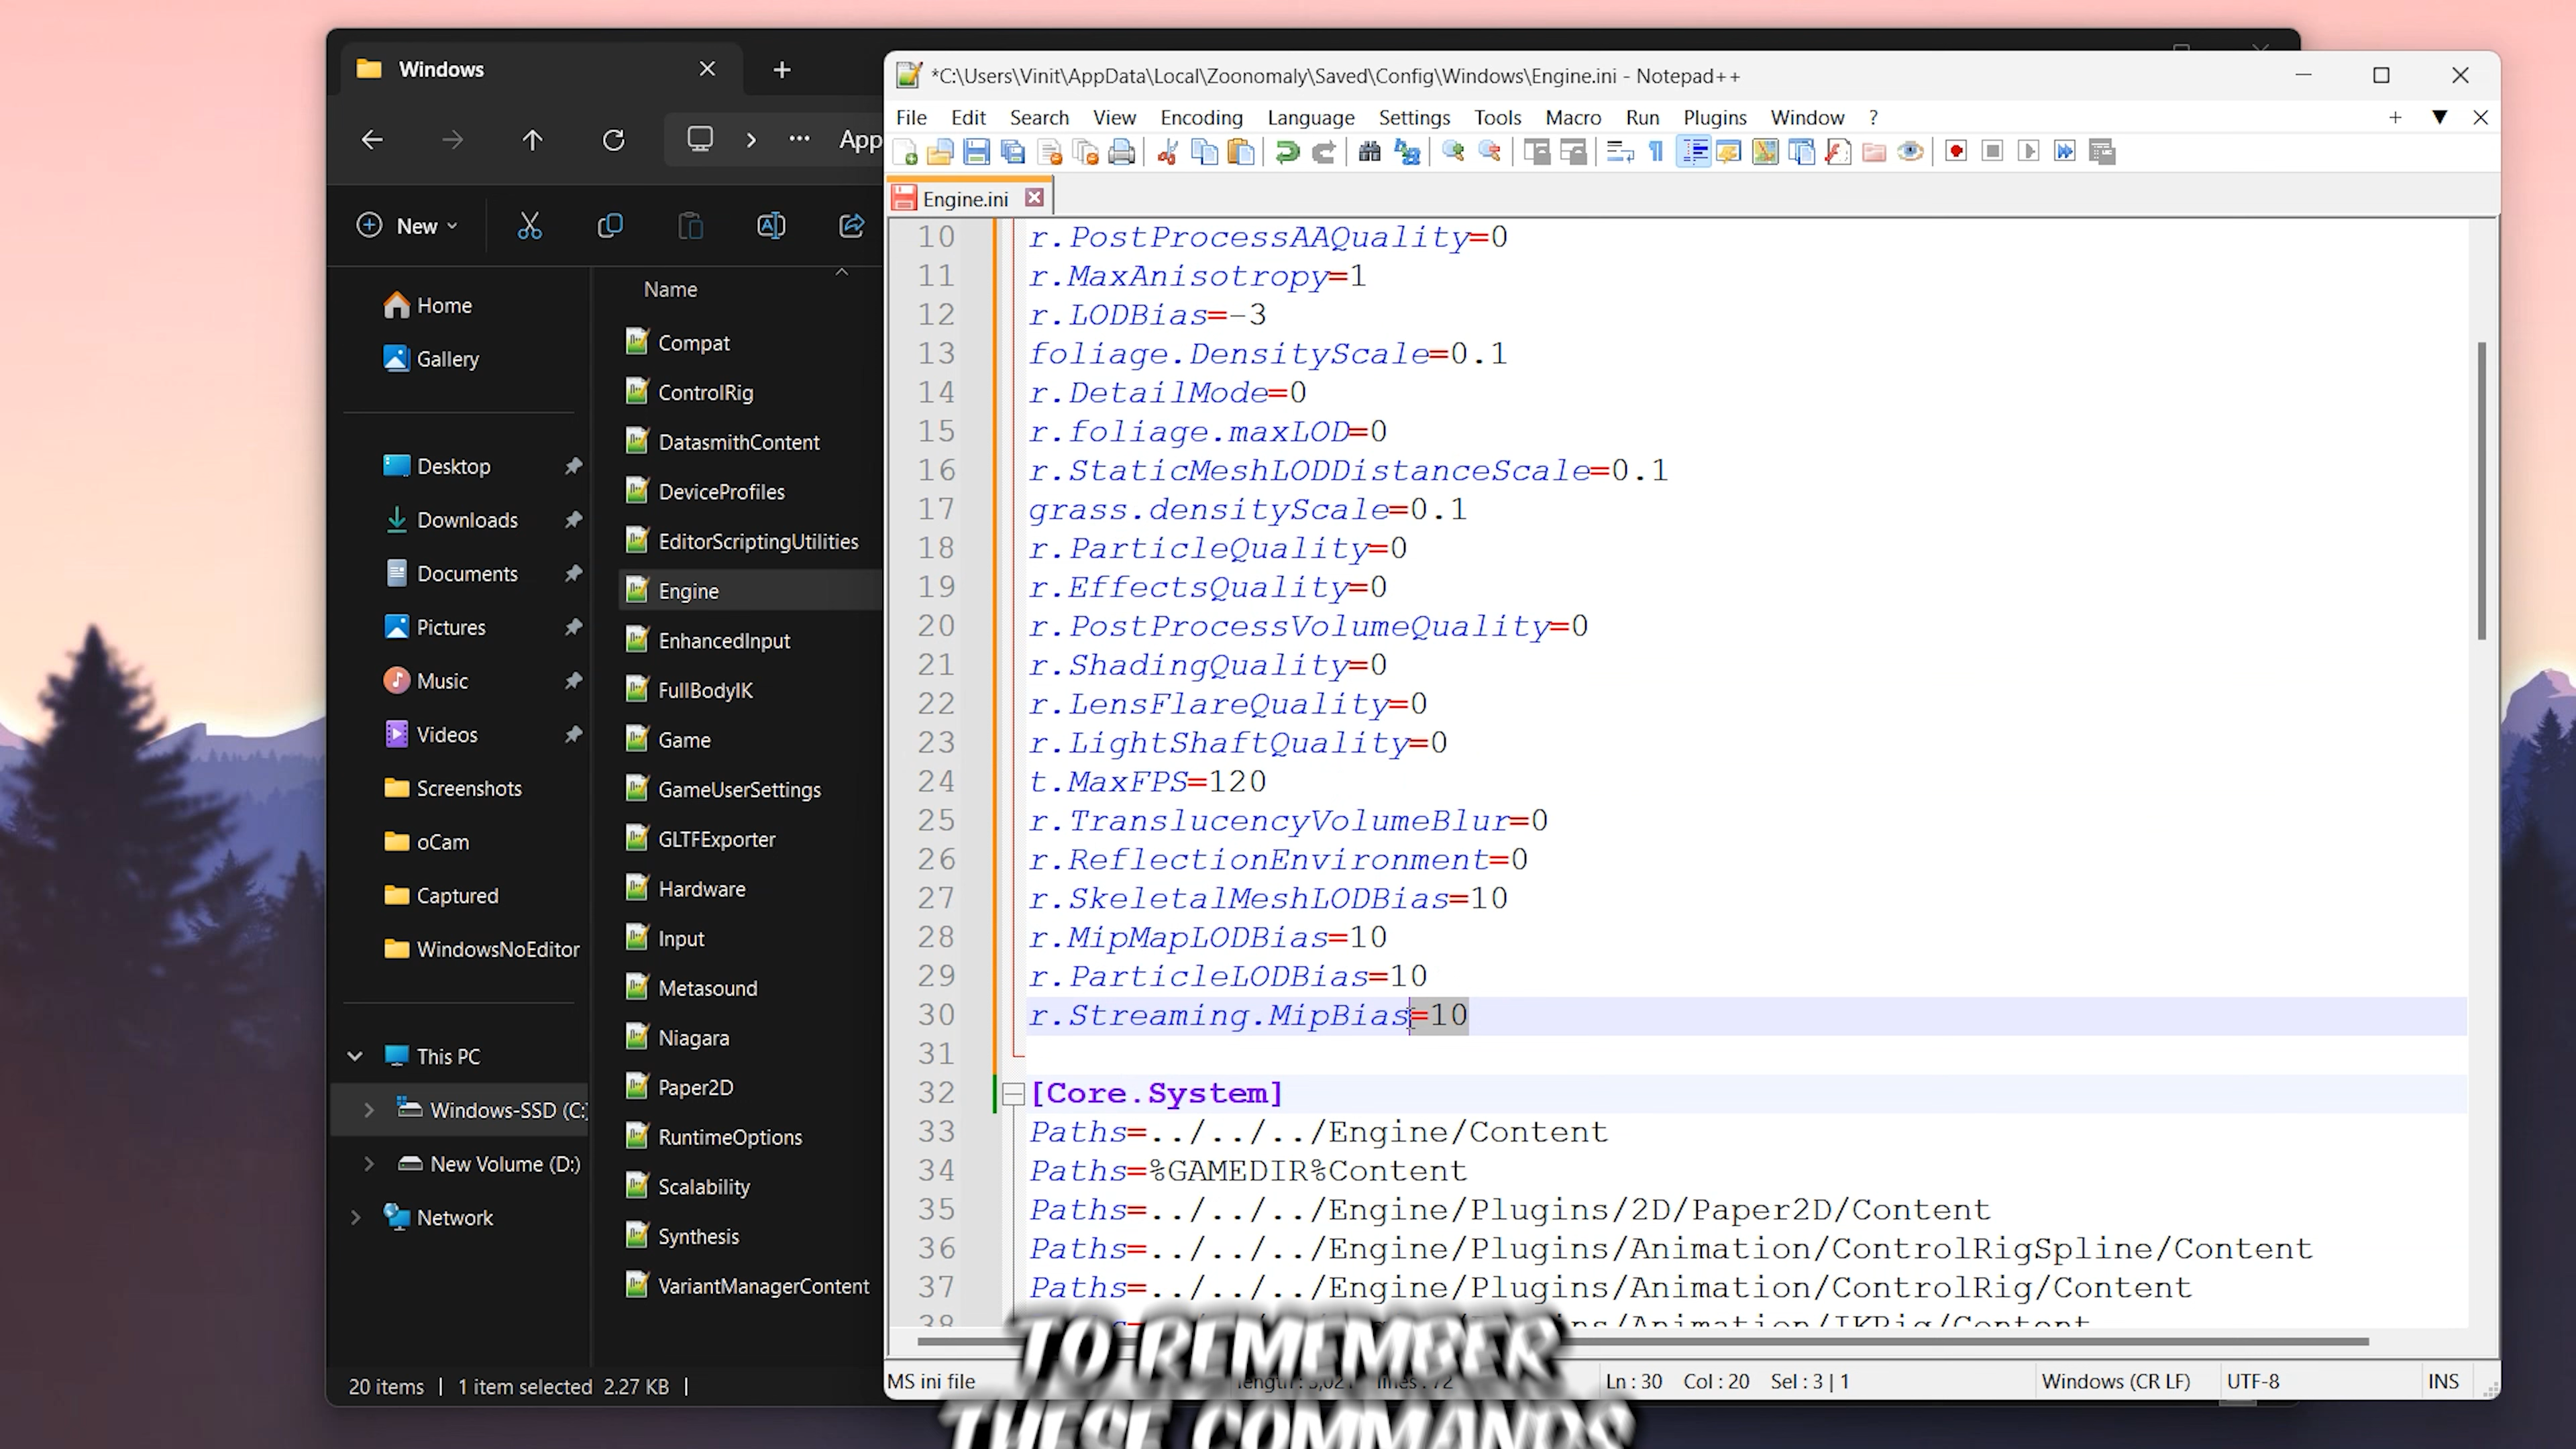 Windows
App
New
Name
Home
Gallery
Desktop
Downloads
Documents
Pictures
Music
Videos
Screenshots
oCam
Captured
WindowsNoEditor
This PC
Windows-SSD (C:)
New Volume (D:)
Network
Compat
ControlRig
DatasmithContent
DeviceProfiles
EditorScriptingUtilities
Engine
EnhancedInput
FullBodyIK
Game
GameUserSettings
GLTFExporter
Hardware
Input
Metasound
Niagara
Paper2D
RuntimeOptions
Scalability
Synthesis
VariantManagerContent
20 items | 1 item selected 2.27 KB |
*C:\Users\Vinit\AppData\Local\Zoonomaly\Saved\Config\Windows\Engine.ini - Notepad++
File Edit Search View Encoding Language Settings Tools Macro Run Plugins Window ?
Engine.ini
10 r.PostProcessAAQuality=0
11 r.MaxAnisotropy=1
12 r.LODBias=-3
13 foliage.DensityScale=0.1
14 r.DetailMode=0
15 r.foliage.maxLOD=0
16 r.StaticMeshLODDistanceScale=0.1
17 grass.densityScale=0.1
18 r.ParticleQuality=0
19 r.EffectsQuality=0
20 r.PostProcessVolumeQuality=0
21 r.ShadingQuality=0
22 r.LensFlareQuality=0
23 r.LightShaftQuality=0
24 t.MaxFPS=120
25 r.TranslucencyVolumeBlur=0
26 r.ReflectionEnvironment=0
27 r.SkeletalMeshLODBias=10
28 r.MipMapLODBias=10
29 r.ParticleLODBias=10
30 r.Streaming.MipBias=10
31
32 [Core.System]
33 Paths=../../../Engine/Content
34 Paths=%GAMEDIR%Content
35 Paths=../../../Engine/Plugins/2D/Paper2D/Content
36 Paths=../../../Engine/Plugins/Animation/ControlRigSpline/Content
37 Paths=../../../Engine/Plugins/Animation/ControlRig/Content
38
TO REMEMBER
THESE COMMANDS
MS ini file Ln : 30 Col : 20 Sel : 3 | 1 Windows (CR LF) UTF-8 INS